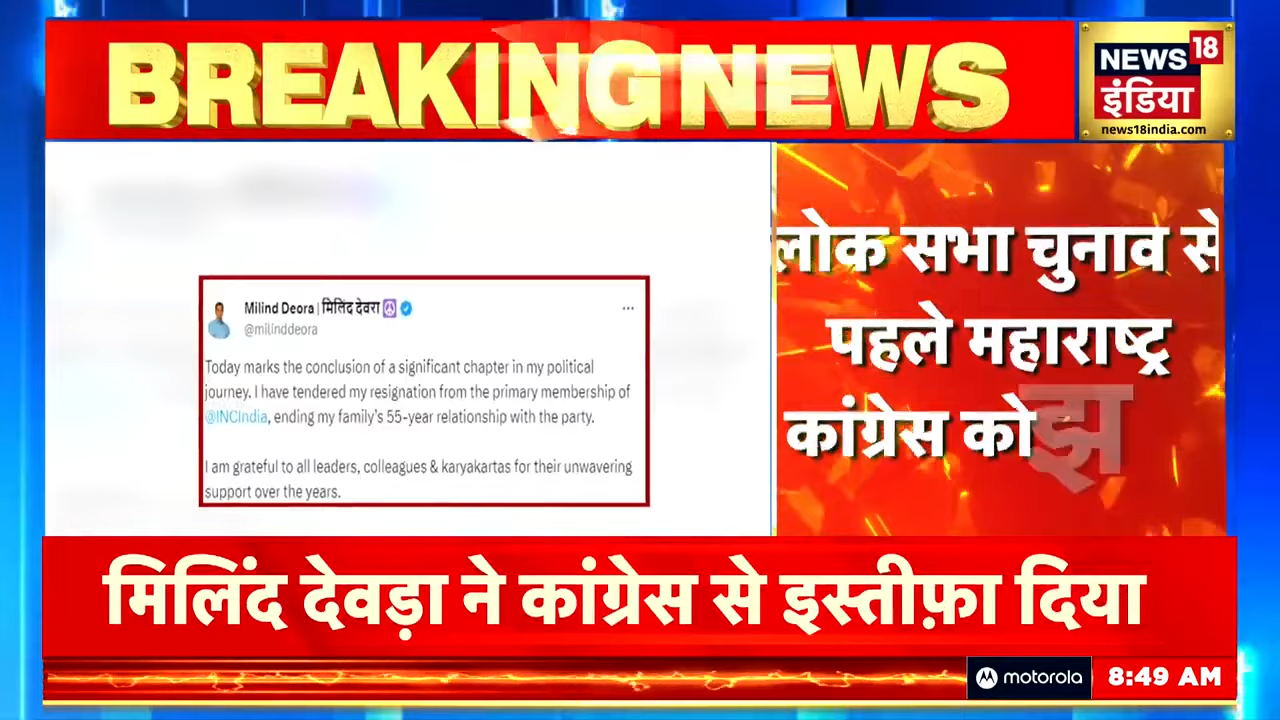 BREAKING NEWS
NEWS 18
इंडिया
news18india.com
Milind Deora | मिलिंद देवरा ☮
@milinddeora
Today marks the conclusion of a significant chapter in my political
journey. I have tendered my resignation from the primary membership of
@INCIndia, ending my family's 55-year relationship with the party.
I am grateful to all leaders, colleagues & karyakartas for their unwavering
support over the years.
लोक सभा चुनाव से
पहले महाराष्ट्र
कांग्रेस को झ
मिलिंद देवड़ा ने कांग्रेस से इस्तीफ़ा दिया
motorola
8:49 AM